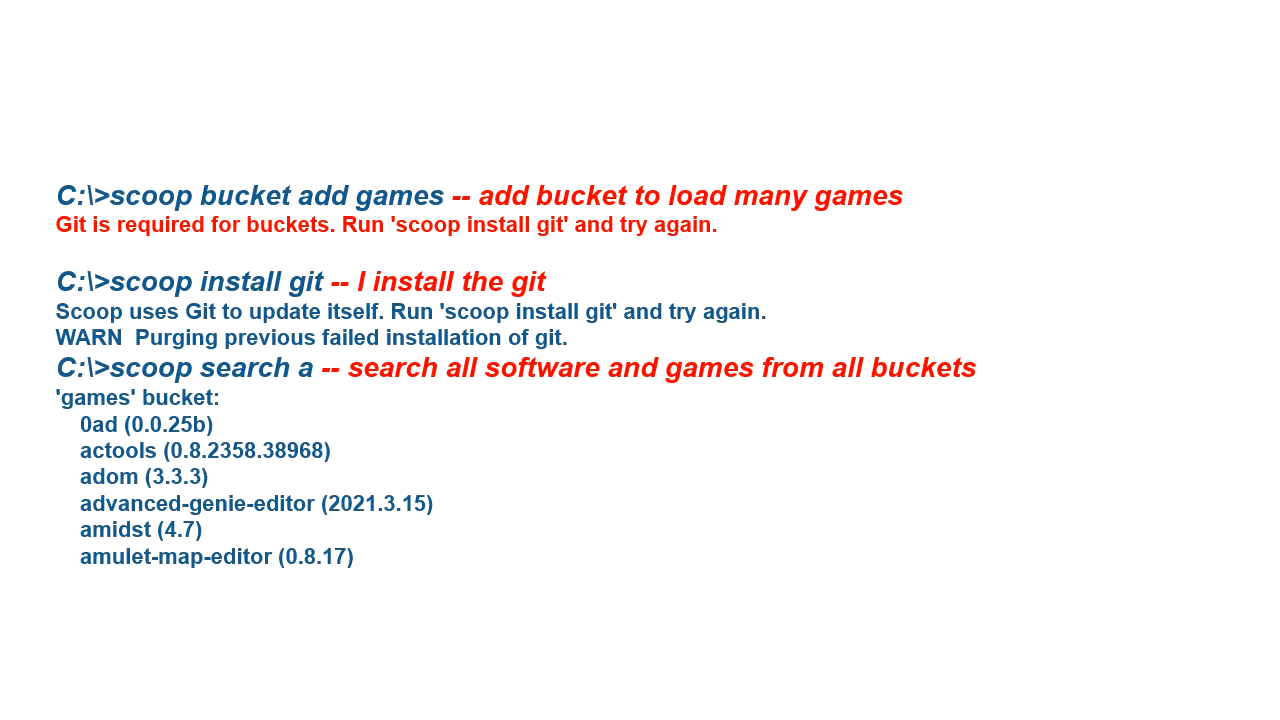 C:\>scoop bucket add games -- add bucket to load many games
Git is required for buckets. Run 'scoop install git' and try again.
C:\>scoop install git -- I install the git
Scoop uses Git to update itself. Run 'scoop install git' and try again.
WARN  Purging previous failed installation of git.
C:\>scoop search a -- search all software and games from all buckets
'games' bucket:
    0ad (0.0.25b)
    actools (0.8.2358.38968)
    adom (3.3.3)
    advanced-genie-editor (2021.3.15)
    amidst (4.7)
    amulet-map-editor (0.8.17)